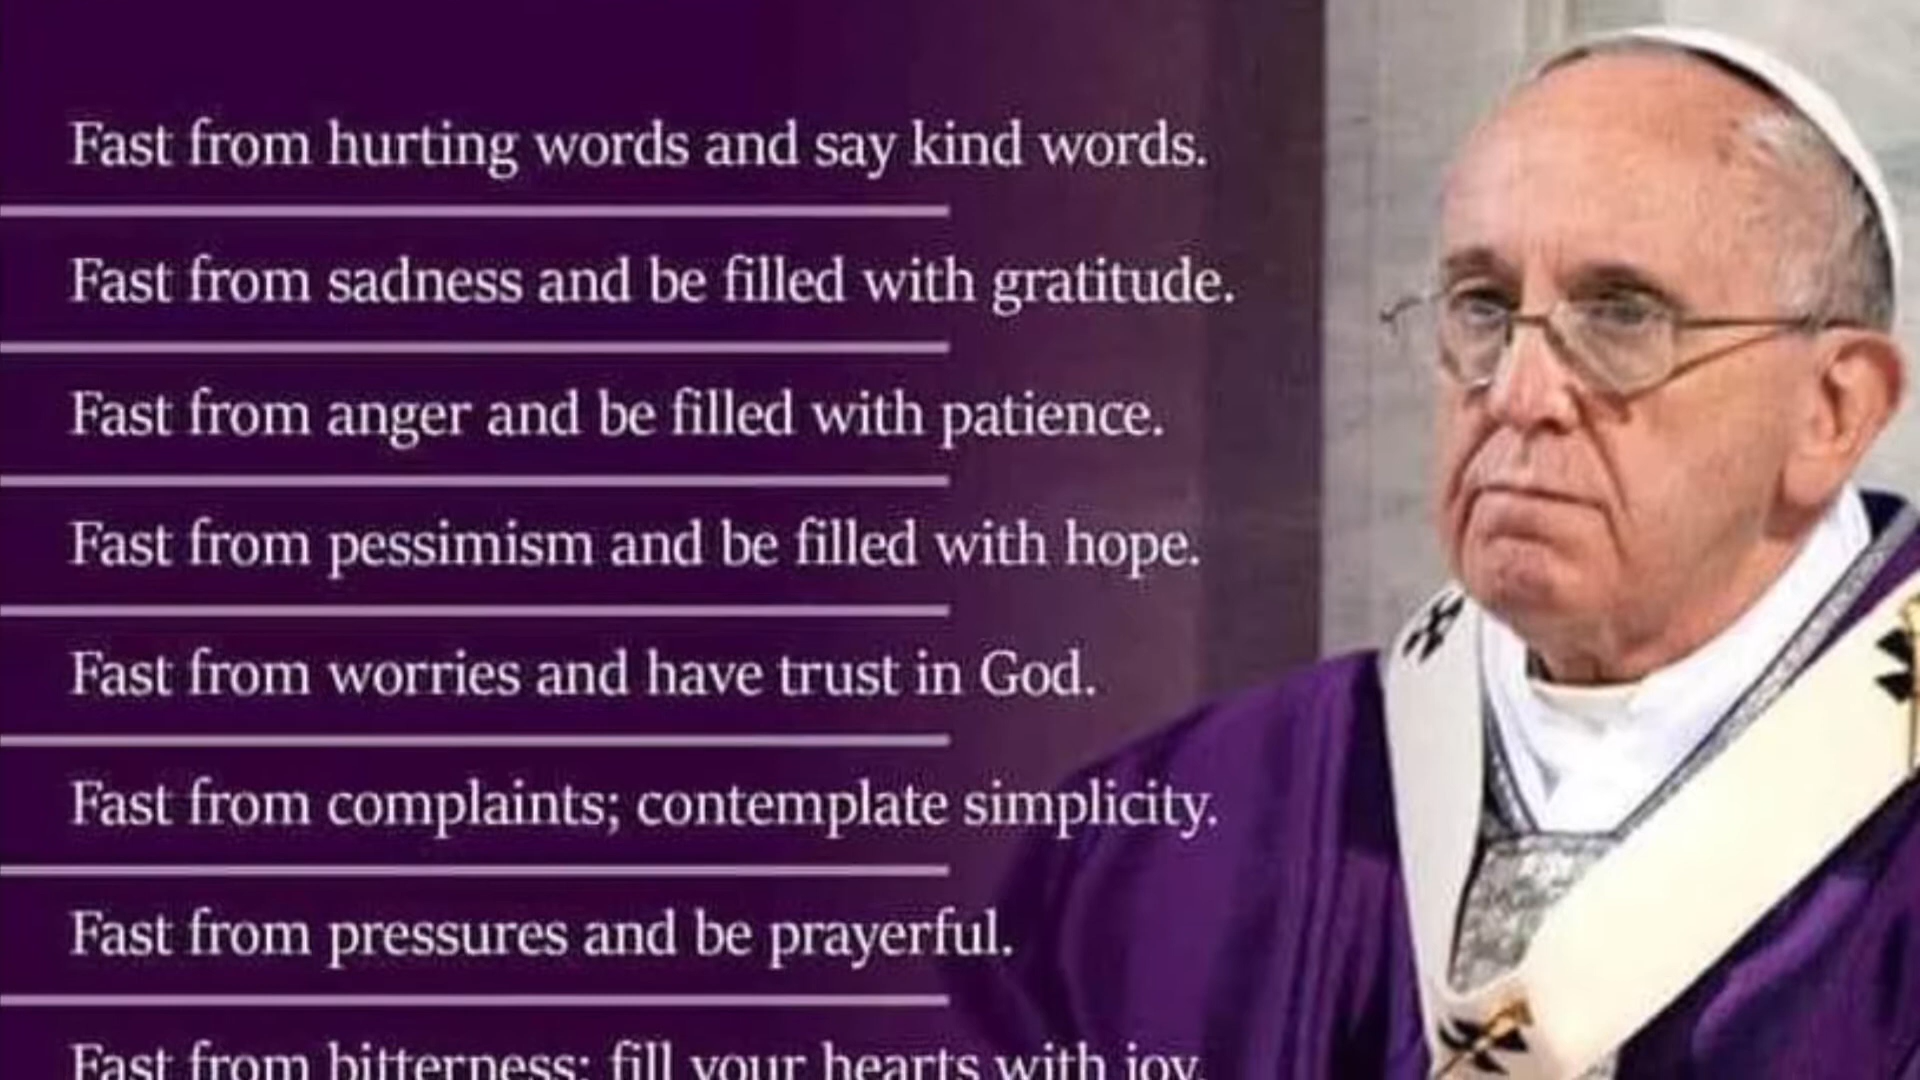 Fast from hurting words and say kind words.
Fast from sadness and be filled with gratitude.
Fast from anger and be filled with patience.
Fast from pessimism and be filled with hope.
Fast from worries and have trust in God.
Fast from complaints; contemplate simplicity.
Fast from pressures and be prayerful.
Fast from bitterness; fill your hearts with joy.